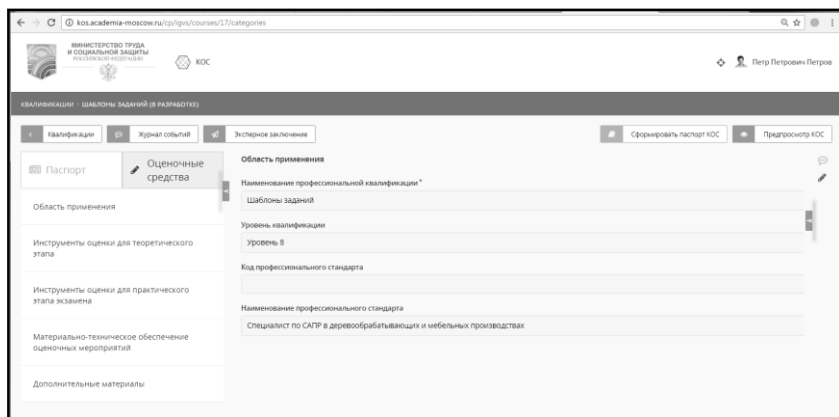 kos.academia-moscow.ru/cp/igvs/courses/17/categories
МИНИСТЕРСТВО ТРУДА
И СОЦИАЛЬНОЙ ЗАЩИТЫ
РОССИЙСКОЙ ФЕДЕРАЦИИ
КОС
Петр Петрович Петров
КВАЛИФИКАЦИИ / ШАБЛОНЫ ЗАДАНИЙ (В РАЗРАБОТКЕ)
Квалификации
Журнал событий
Экспертное заключение
Сформировать паспорт КОС
Предпросмотр КОС
Паспорт
Оценочные
средства
Область применения
Инструменты оценки для теоретического
этапа
Инструменты оценки для практического
этапа экзамена
Материально-техническое обеспечение
оценочных мероприятий
Дополнительные материалы
Область применения
Наименование профессиональной квалификации *
Шаблоны заданий
Уровень квалификации
Уровень 8
Код профессионального стандарта
Наименование профессионального стандарта
Специалист по САПР в деревообрабатывающих и мебельных производствах